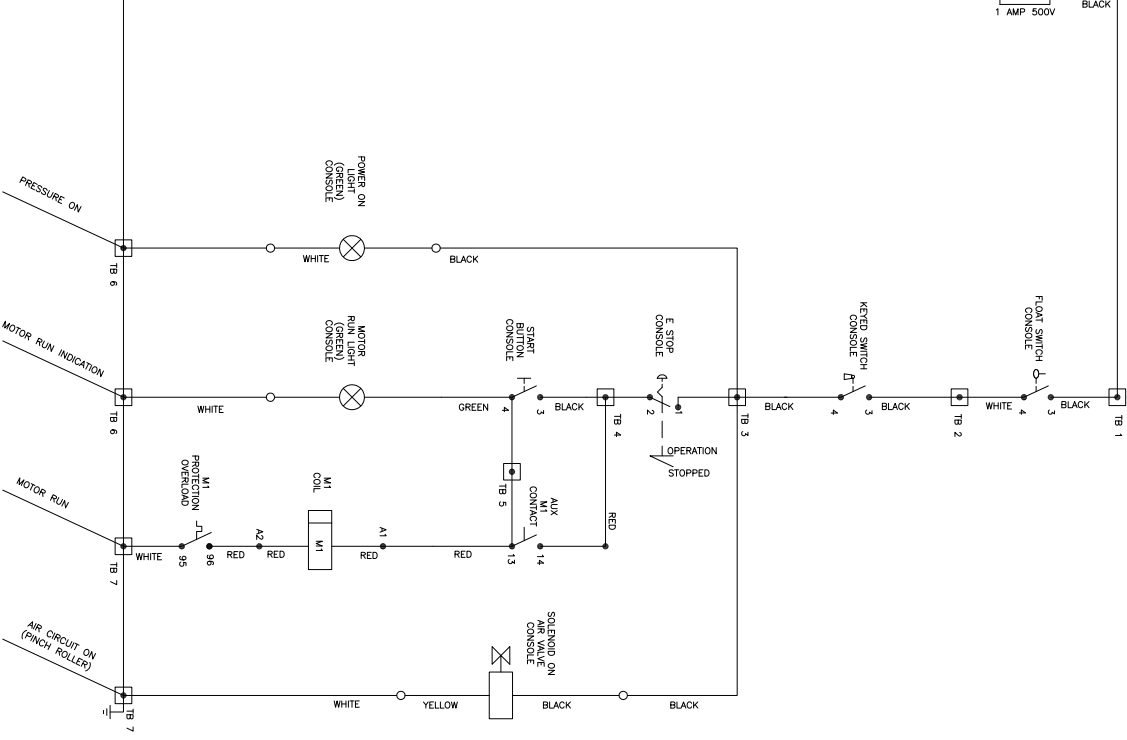 1 AMP 500V
BLACK
PRESSURE ON
TB 6
WHITE
POWER ON
LIGHT
(GREEN)
CONSOLE
BLACK
MOTOR RUN INDICATION
TB 6
WHITE
MOTOR
RUN LIGHT
(GREEN)
CONSOLE
GREEN
4
START
BUTTON
CONSOLE
3
BLACK
TB 4
2
E STOP
CONSOLE
1
OPERATION
STOPPED
TB 3
BLACK
4
KEYED SWITCH
CONSOLE
3
BLACK
TB 2
WHITE
4
FLOAT SWITCH
CONSOLE
3
BLACK
TB 1
MOTOR RUN
TB 7
WHITE
95
M1
PROTECTION
OVERLOAD
96
RED
A2
RED
M1
COIL
M1
RED
A1
RED
TB 5
13
AUX
M1
CONTACT
14
RED
AIR CIRCUIT ON
(PINCH ROLLER)
TB 7
WHITE
YELLOW
SOLENOID ON
AIR VALVE
CONSOLE
BLACK
BLACK